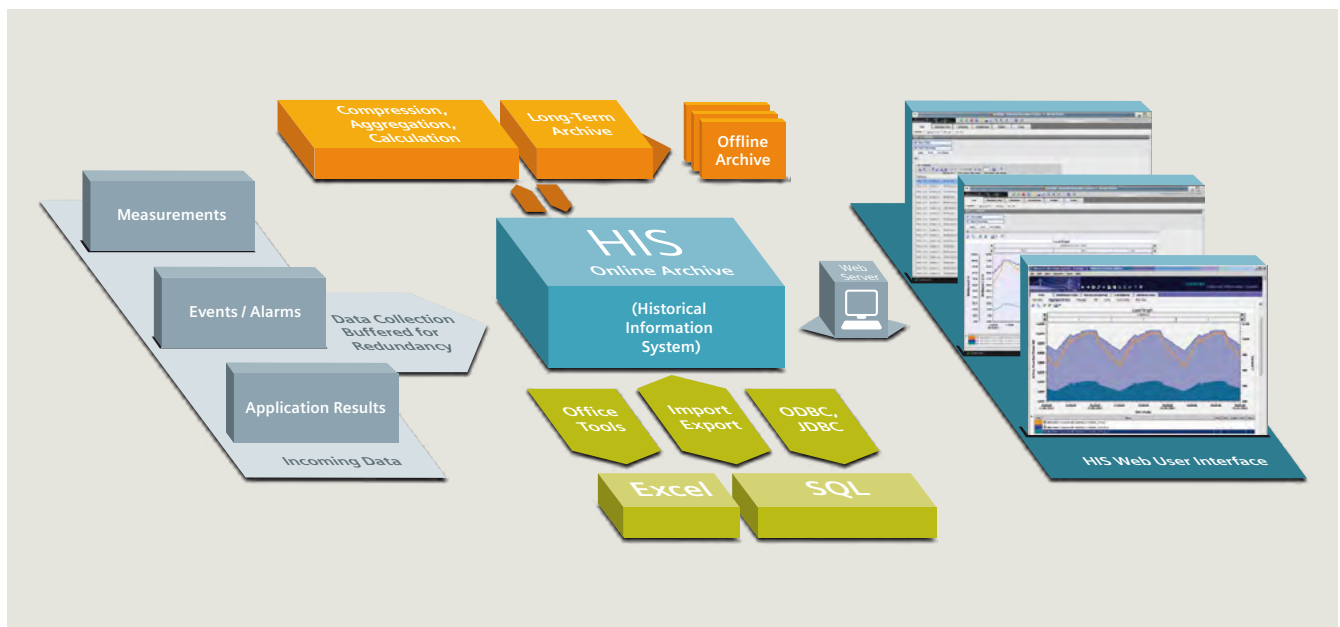 Compression,
Aggregation,
Calculation
Long-Term
Archive
Offline
Archive
Measurements
Events / Alarms
Application Results
Data Collection
Buffered for
Redundancy
Incoming Data
HIS
Online Archive
(Historical
Information
System)
Web
Server
Office
Tools
Import
Export
ODBC,
JDBC
Excel
SQL
HIS Web User Interface